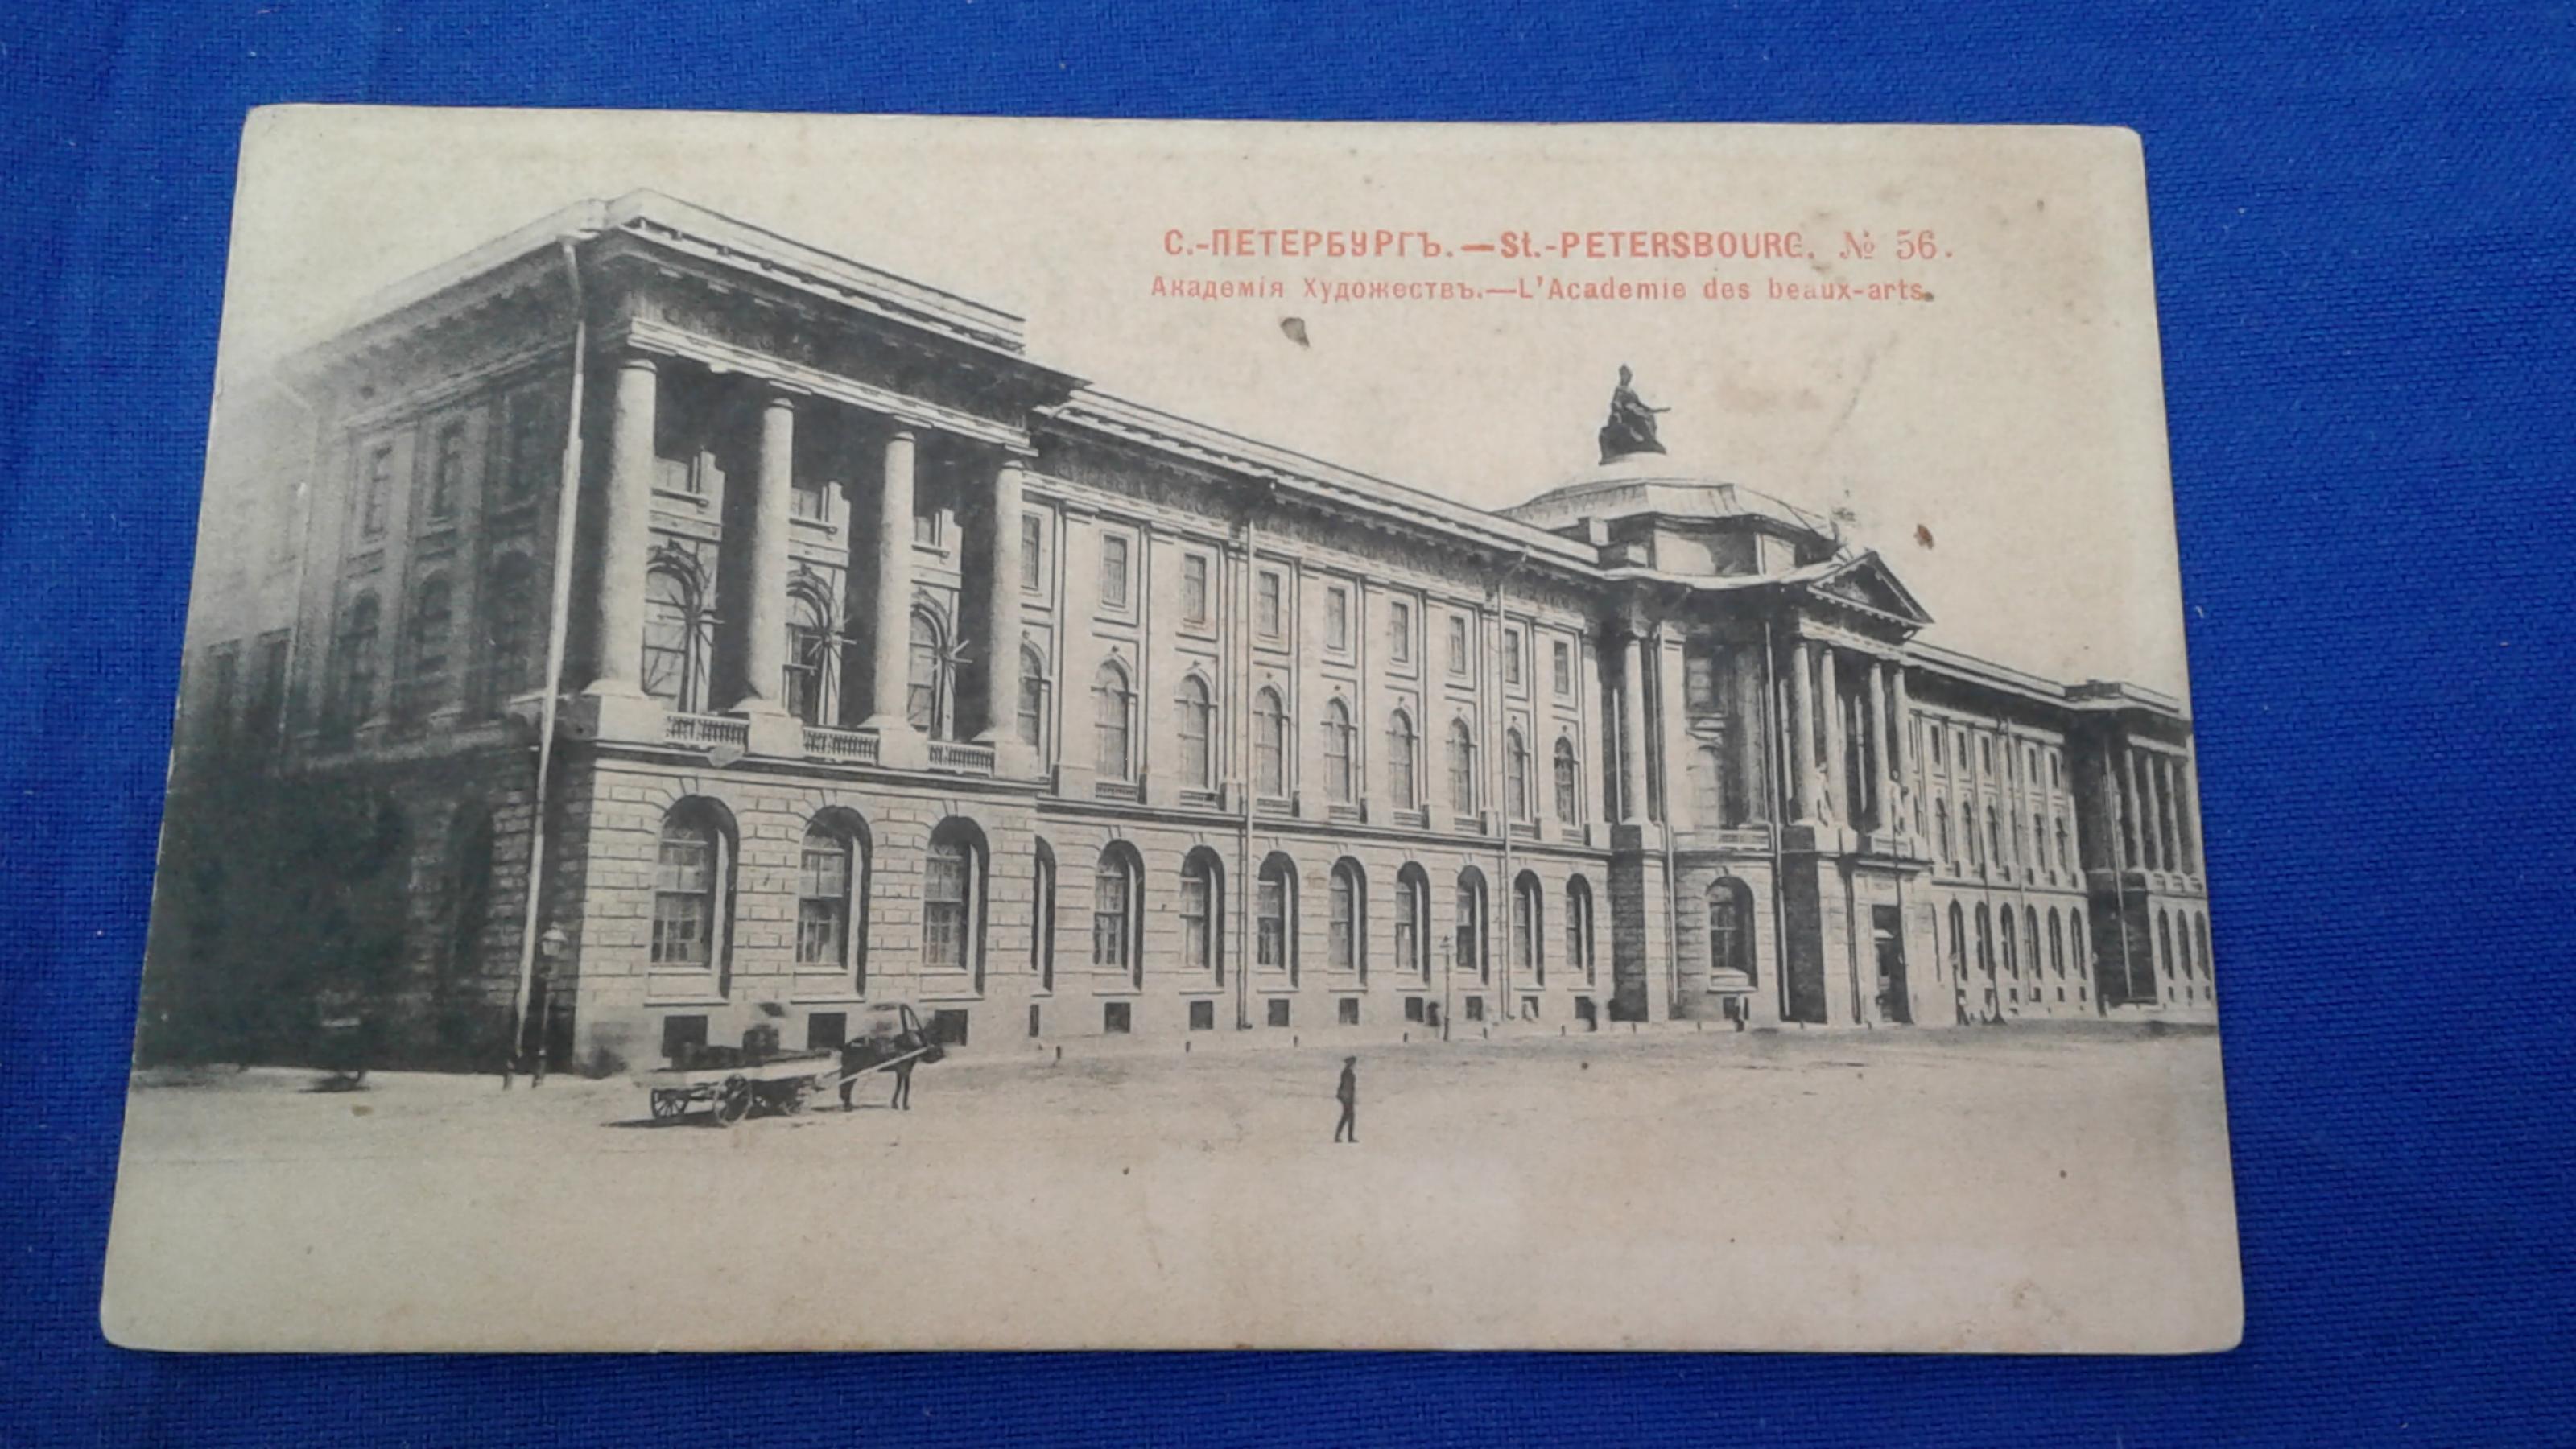 С.-ПЕТЕРБУРГЪ.—St.-PETERSBOURG. № 56.
Академія Художествъ.—L'Academie des beaux-arts.